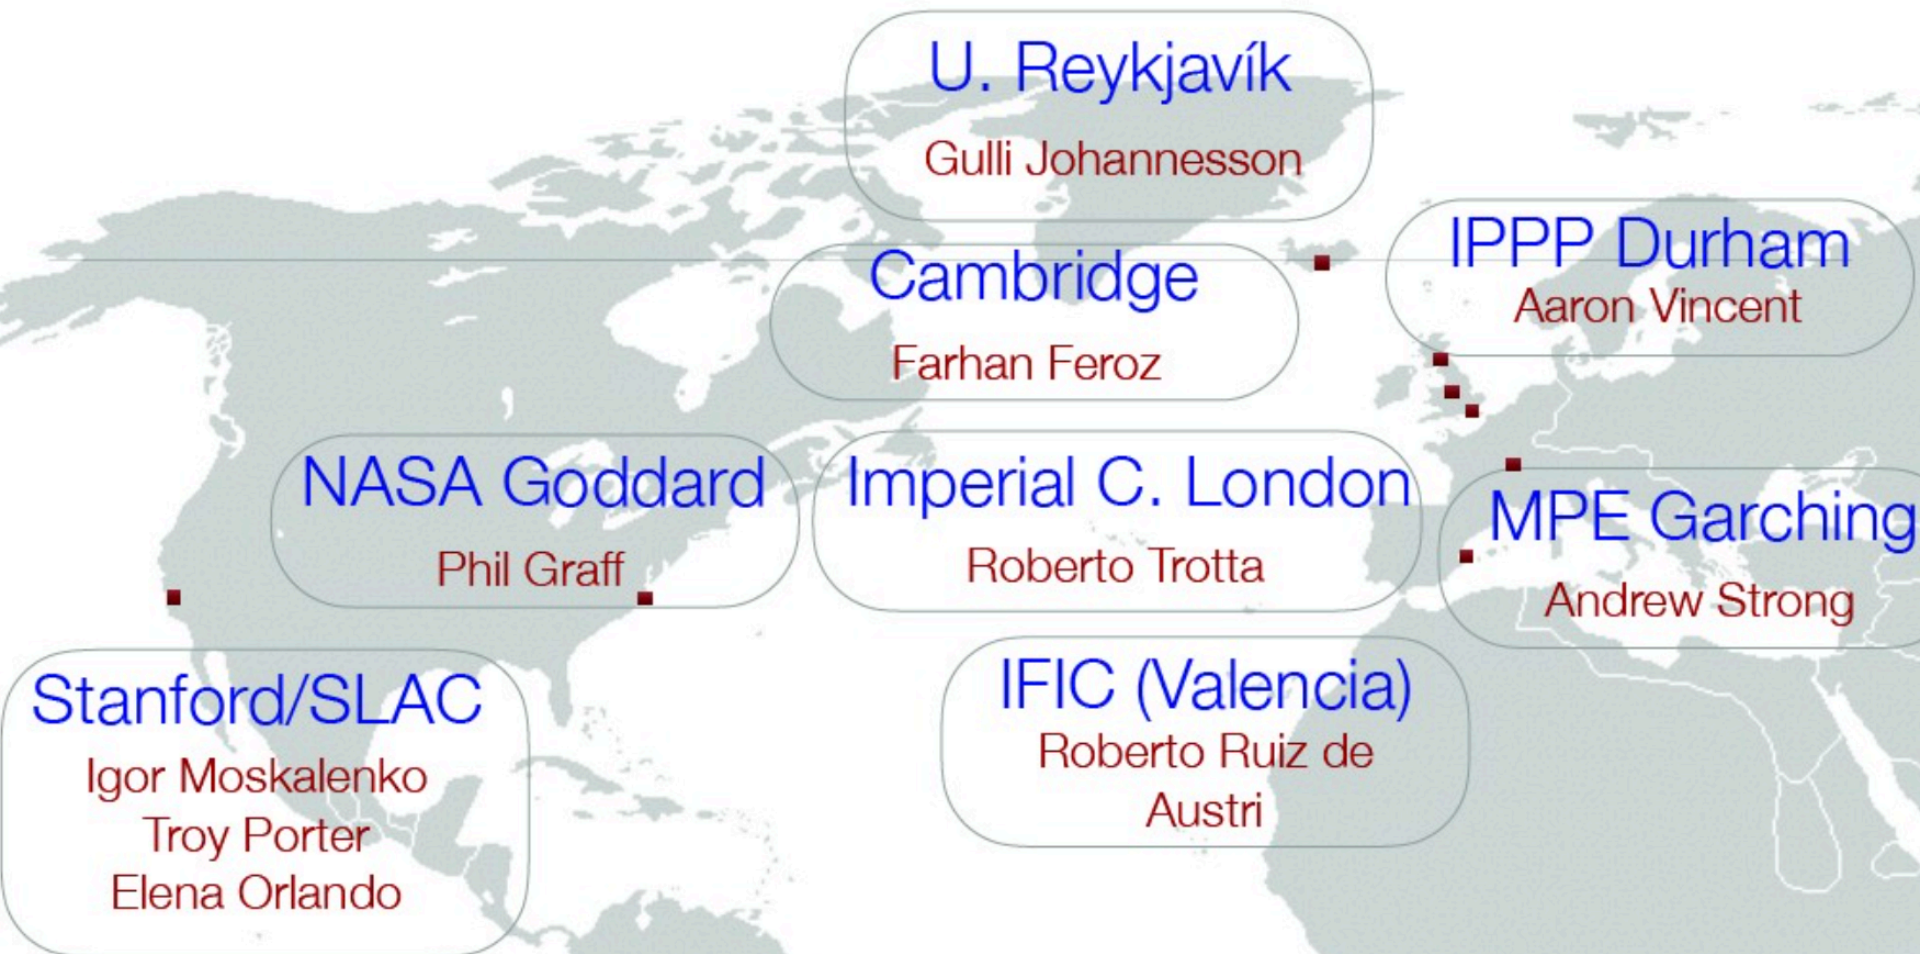 U. Reykjavík
Gulli Johannesson
IPPP Durham
Aaron Vincent
Cambridge
Farhan Feroz
NASA Goddard
Phil Graff
Imperial C. London
Roberto Trotta
MPE Garching
Andrew Strong
Stanford/SLAC
Igor Moskalenko
Troy Porter
Elena Orlando
IFIC (Valencia)
Roberto Ruiz de
Austri